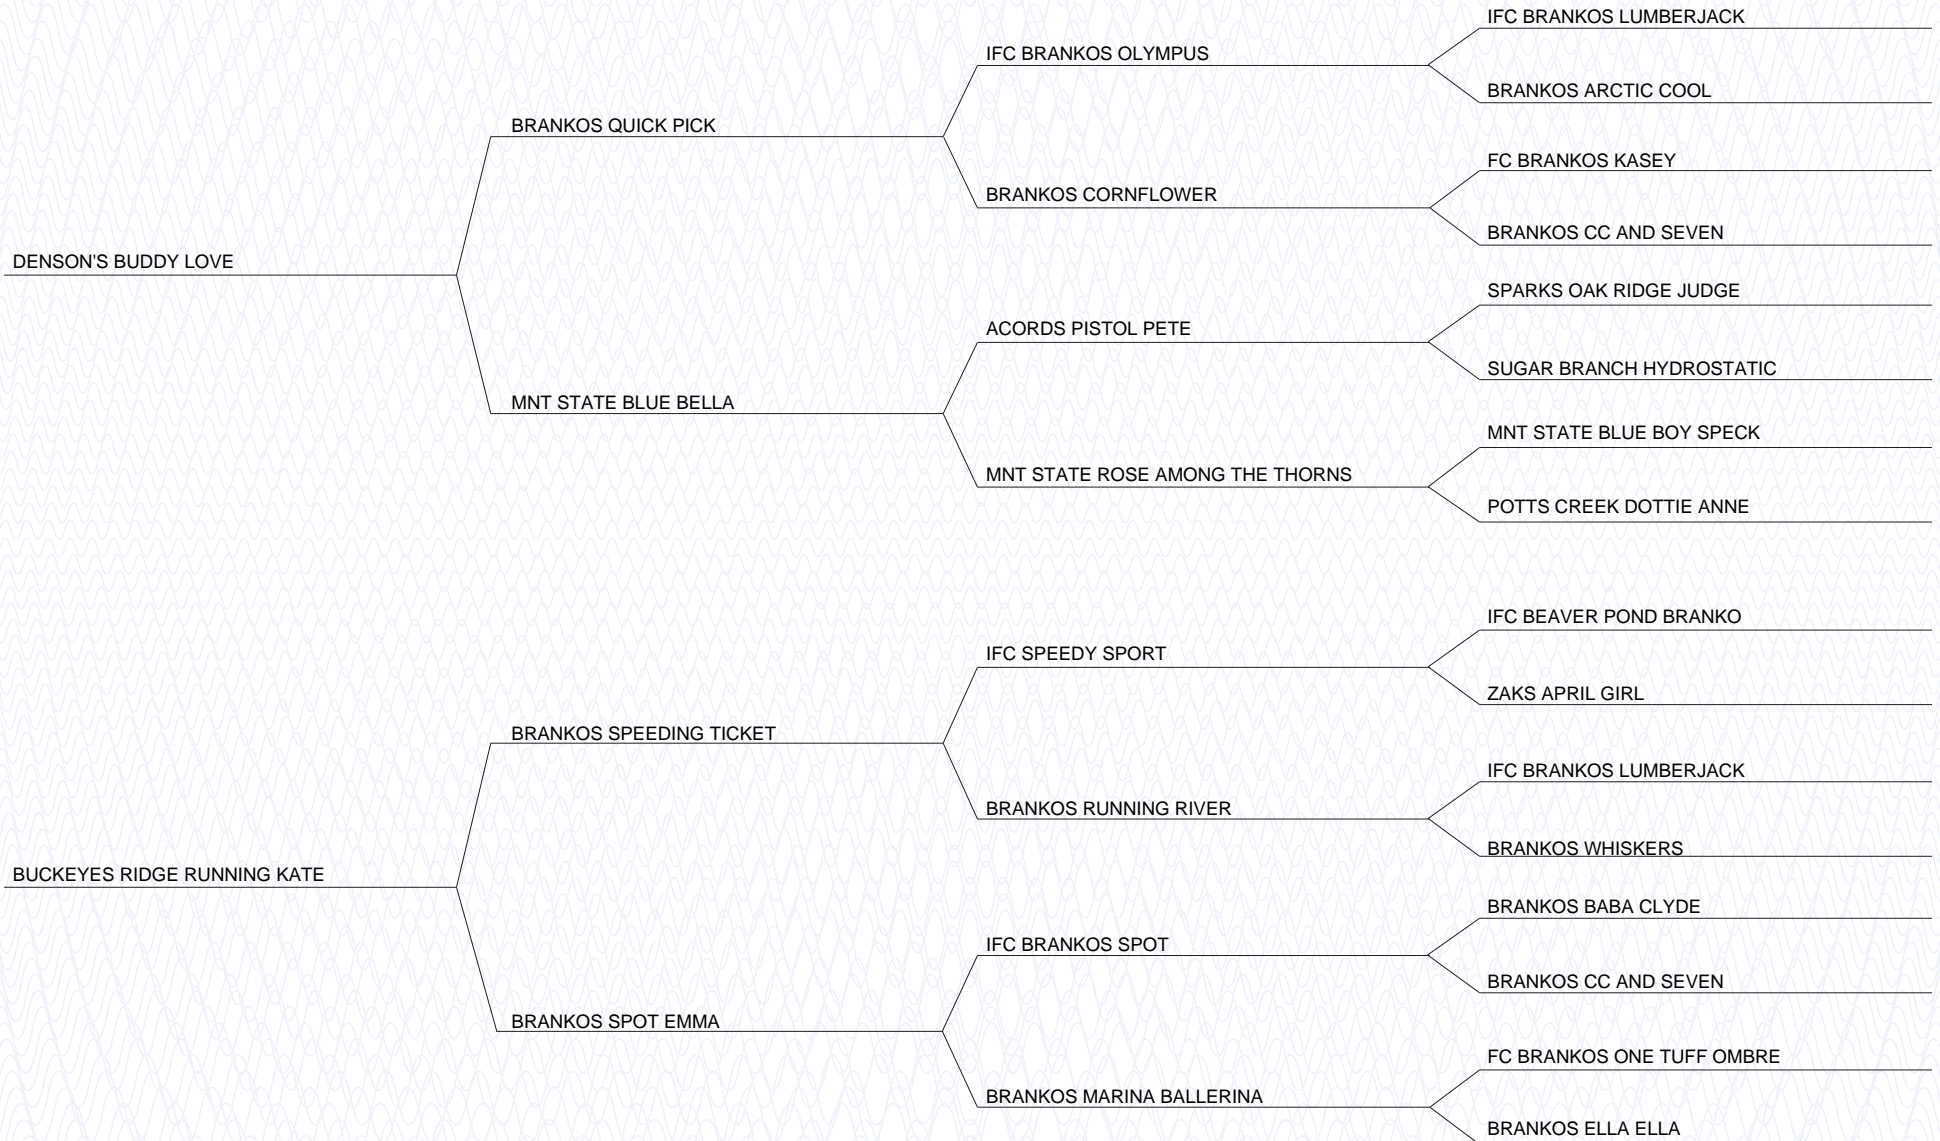 IFC BRANKOS LUMBERJACK
IFC BRANKOS OLYMPUS
BRANKOS ARCTIC COOL
BRANKOS QUICK PICK
FC BRANKOS KASEY
BRANKOS CORNFLOWER
BRANKOS CC AND SEVEN
DENSON'S BUDDY LOVE
SPARKS OAK RIDGE JUDGE
ACORDS PISTOL PETE
SUGAR BRANCH HYDROSTATIC
MNT STATE BLUE BELLA
MNT STATE BLUE BOY SPECK
MNT STATE ROSE AMONG THE THORNS
POTTS CREEK DOTTIE ANNE
IFC BEAVER POND BRANKO
IFC SPEEDY SPORT
ZAKS APRIL GIRL
BRANKOS SPEEDING TICKET
IFC BRANKOS LUMBERJACK
BRANKOS RUNNING RIVER
BRANKOS WHISKERS
BUCKEYES RIDGE RUNNING KATE
BRANKOS BABA CLYDE
IFC BRANKOS SPOT
BRANKOS CC AND SEVEN
BRANKOS SPOT EMMA
FC BRANKOS ONE TUFF OMBRE
BRANKOS MARINA BALLERINA
BRANKOS ELLA ELLA